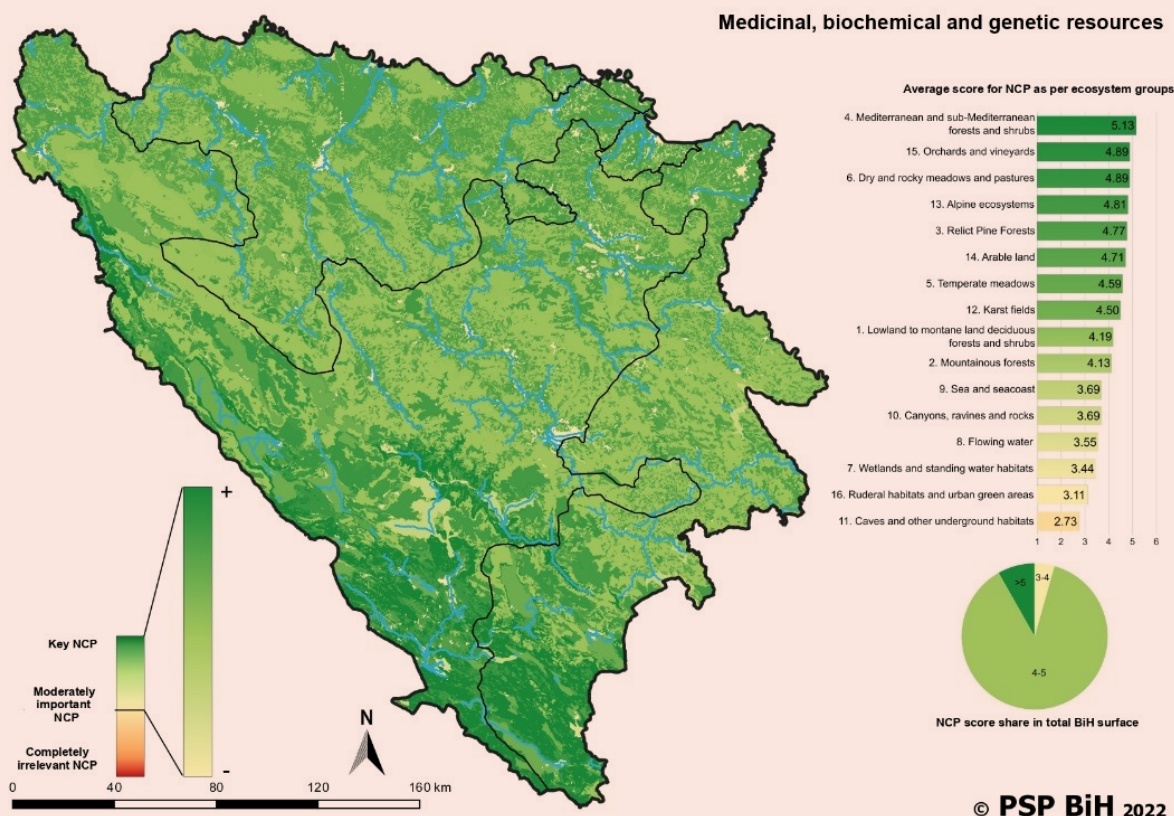 Medicinal, biochemical and genetic resources
Average score for NCP as per ecosystem groups
4. Mediterranean and sub-Mediterranean
forests and shrubs
5.13
15. Orchards and vineyards
4.89
6. Dry and rocky meadows and pastures
4.89
13. Alpine ecosystems
4.81
3. Relict Pine Forests
4.77
14. Arable land
4.71
5. Temperate meadows
4.59
12. Karst fields
4.50
1. Lowland to montane land deciduous
forests and shrubs
4.19
2. Mountainous forests
4.13
9. Sea and seacoast
3.69
10. Canyons, ravines and rocks
3.69
8. Flowing water
3.55
7. Wetlands and standing water habitats
3.44
16. Ruderal habitats and urban green areas
3.11
11. Caves and other underground habitats
2.73
1 2 3 4 5 6
>5
3-4
4-5
NCP score share in total BiH surface
+
-
Key NCP
Moderately
important
NCP
Completely
irrelevant NCP
N
0 40 80 120 160 km
© PSP BiH 2022